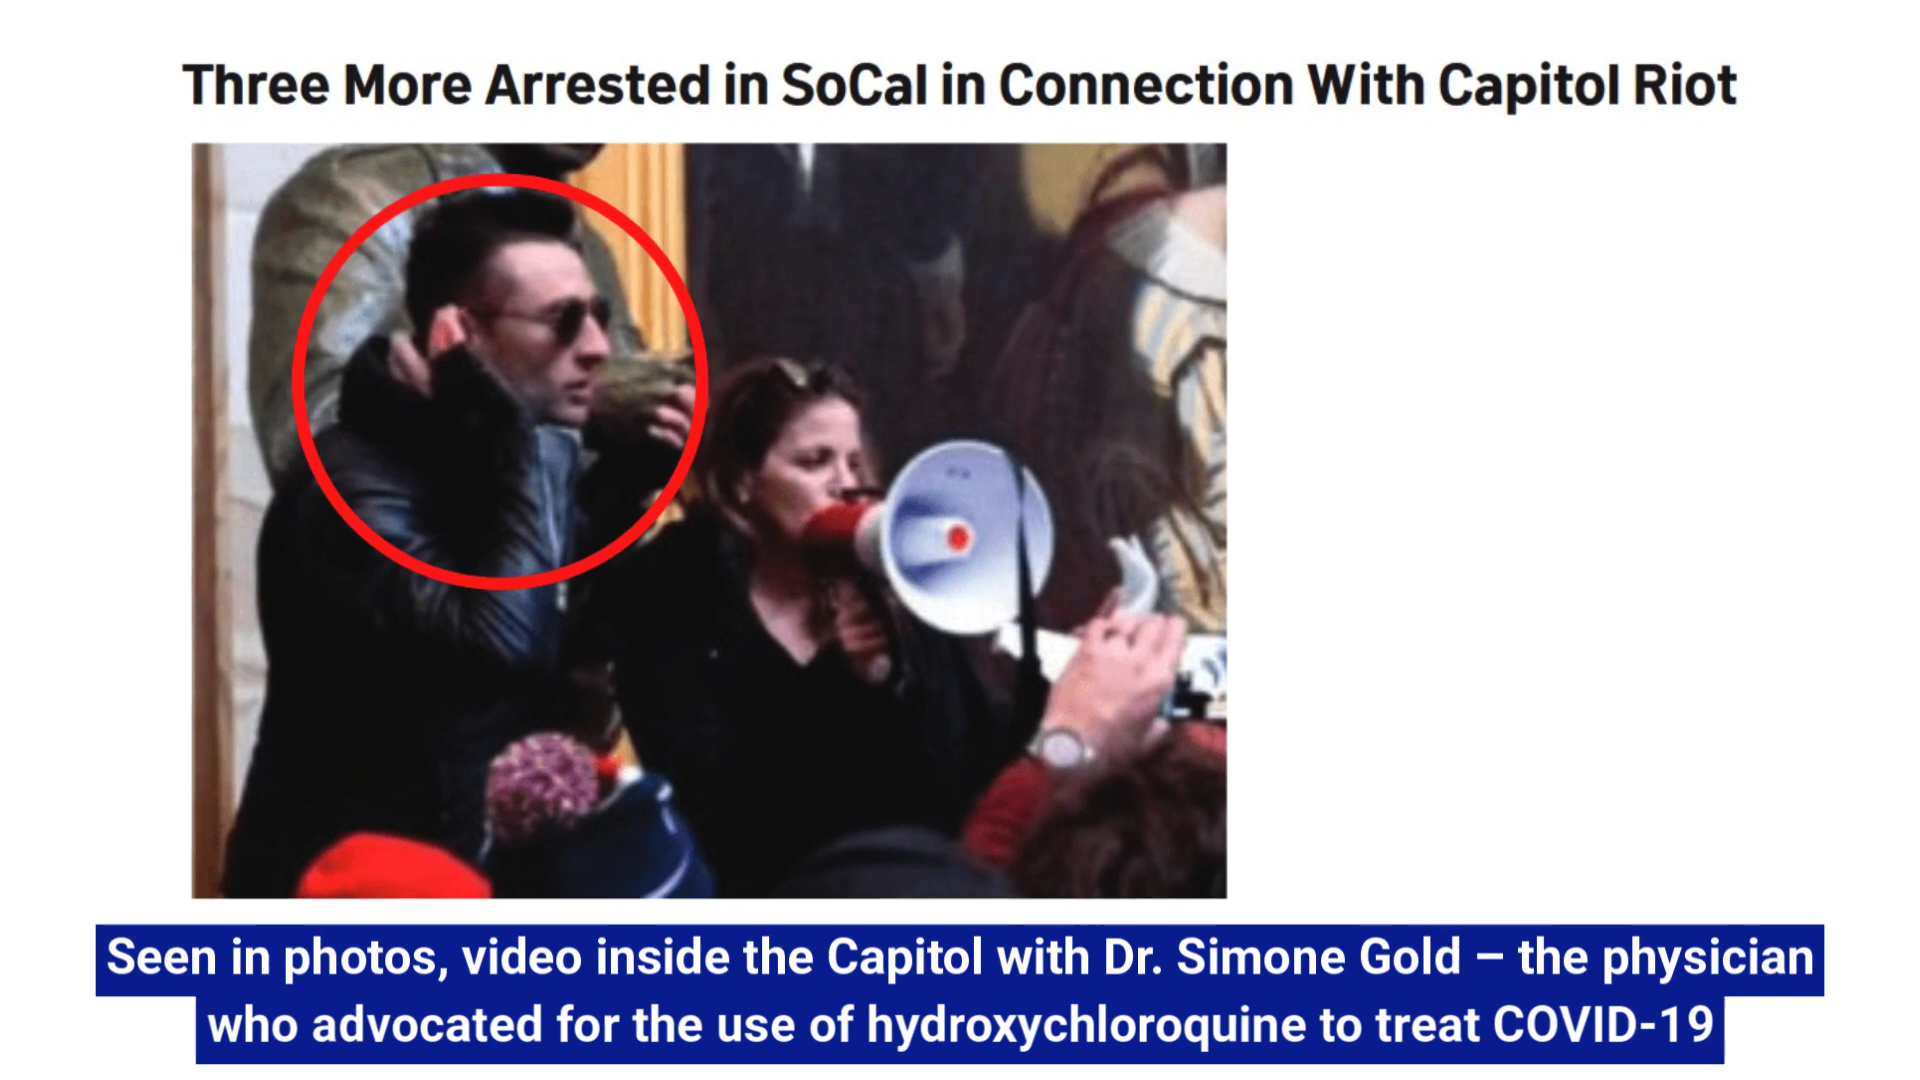 Three More Arrested in SoCal in Connection With Capitol Riot
Seen in photos, video inside the Capitol with Dr. Simone Gold – the physician
who advocated for the use of hydroxychloroquine to treat COVID-19